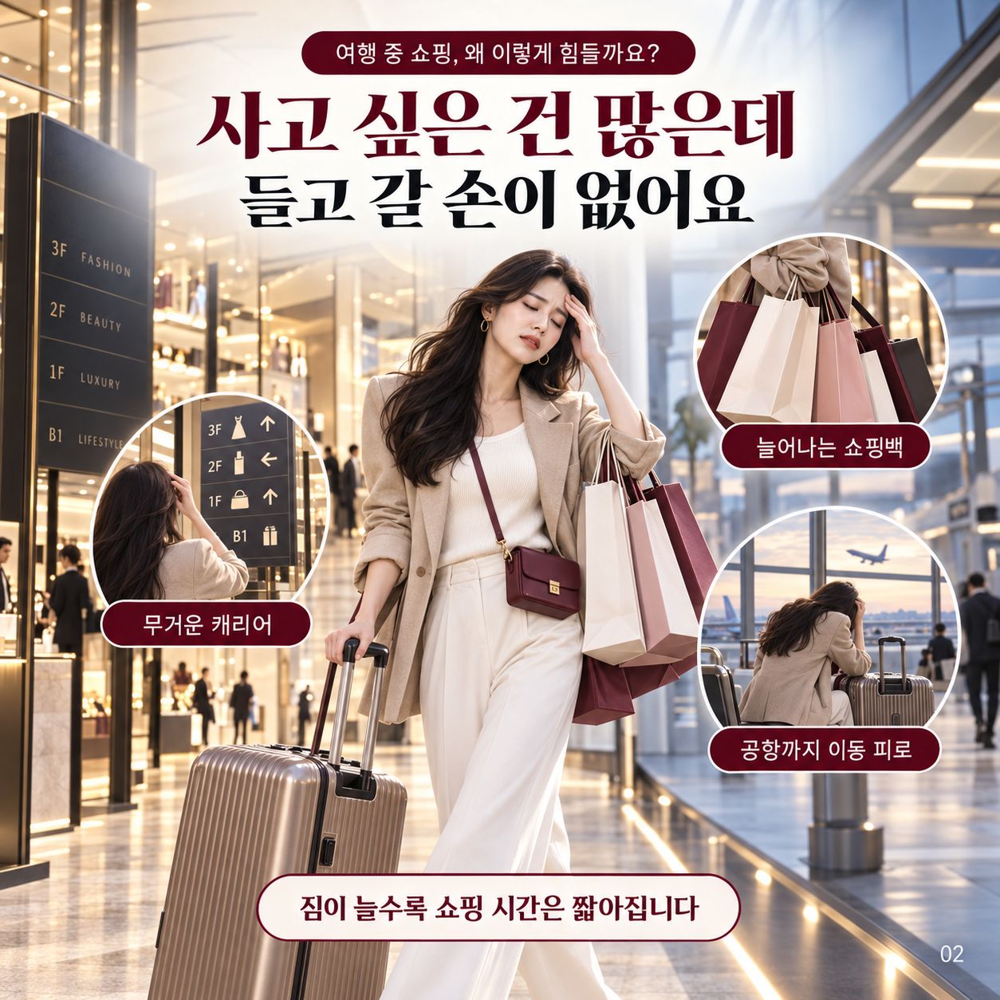 여행 중 쇼핑, 왜 이렇게 힘들까요?
사고 싶은 건 많은데
들고 갈 손이 없어요
3F FASHION
2F BEAUTY
1F LUXURY
B1 LIFESTYLE
3F
2F
1F
B1
무거운 캐리어
늘어나는 쇼핑백
공항까지 이동 피로
짐이 늘수록 쇼핑 시간은 짧아집니다
02